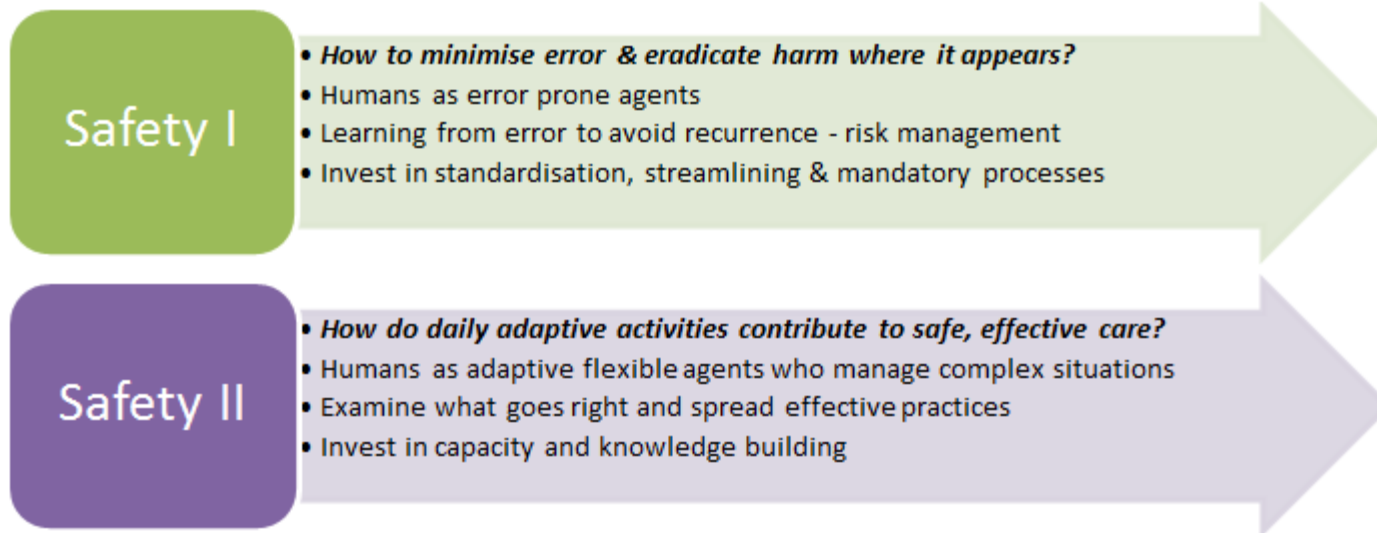 Safety I
• How to minimise error & eradicate harm where it appears?
• Humans as error prone agents
• Learning from error to avoid recurrence - risk management
• Invest in standardisation, streamlining & mandatory processes
Safety II
• How do daily adaptive activities contribute to safe, effective care?
• Humans as adaptive flexible agents who manage complex situations
• Examine what goes right and spread effective practices
• Invest in capacity and knowledge building